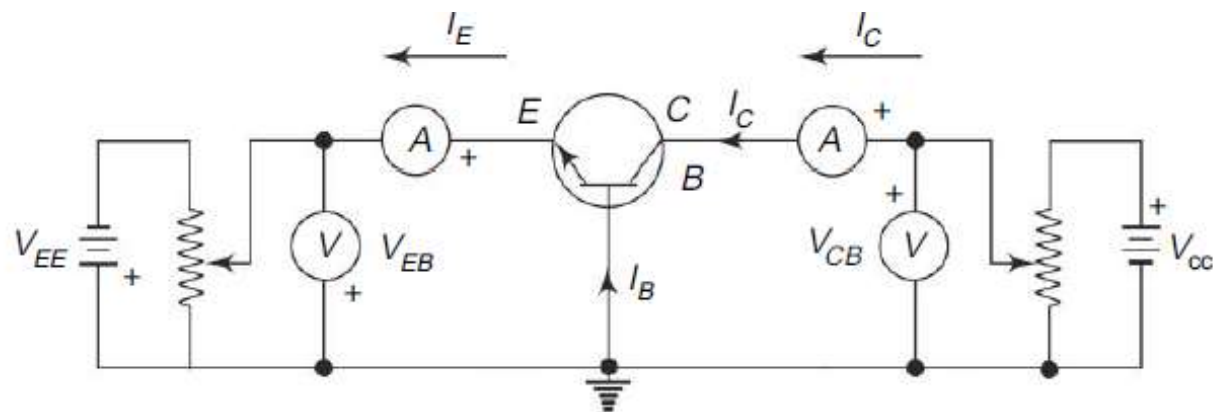 I_E I_C
E C I_C
A + A +
B
+
V_EE + V V_EB V_CB V + V_cc
+ I_B